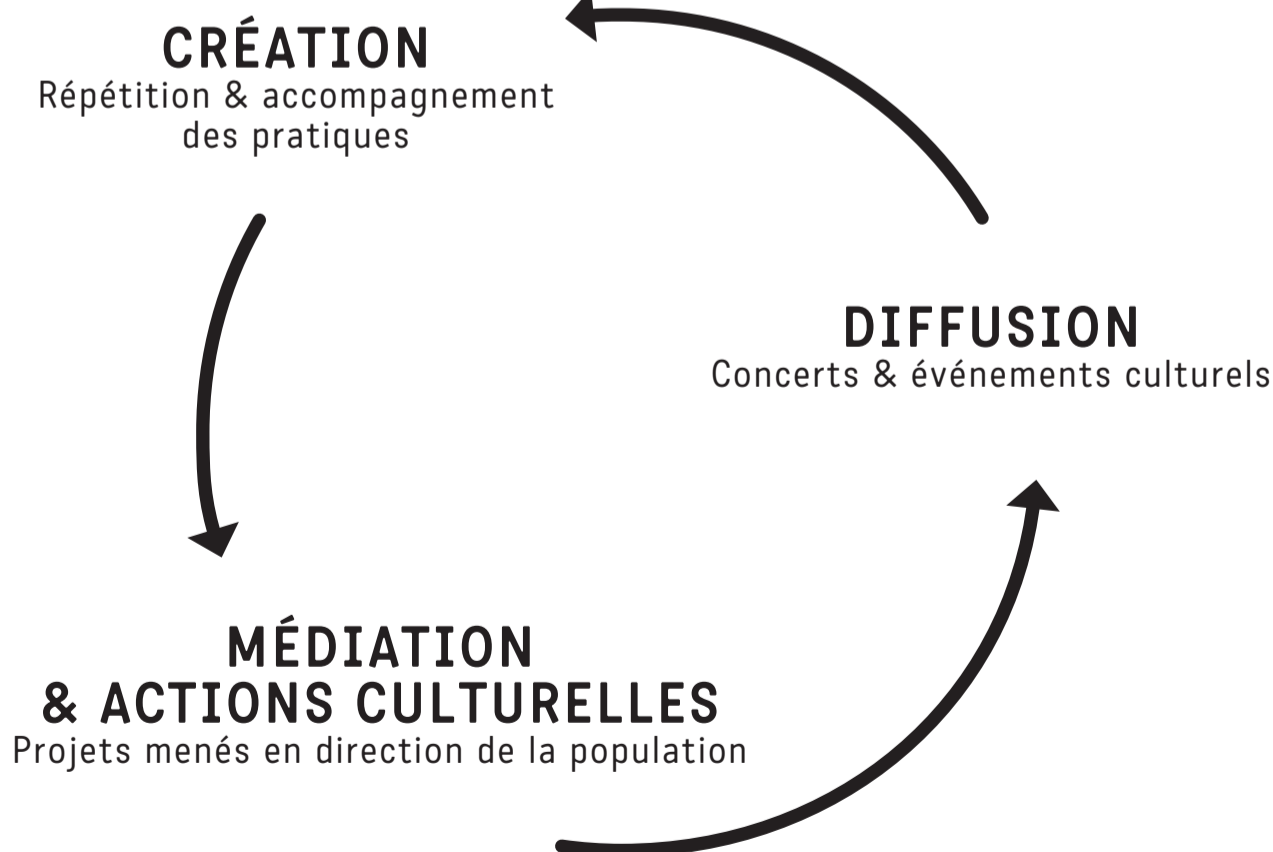 CRÉATION
Répétition & accompagnement
des pratiques
DIFFUSION
Concerts & événements culturels
MÉDIATION
& ACTIONS CULTURELLES
Projets menés en direction de la population